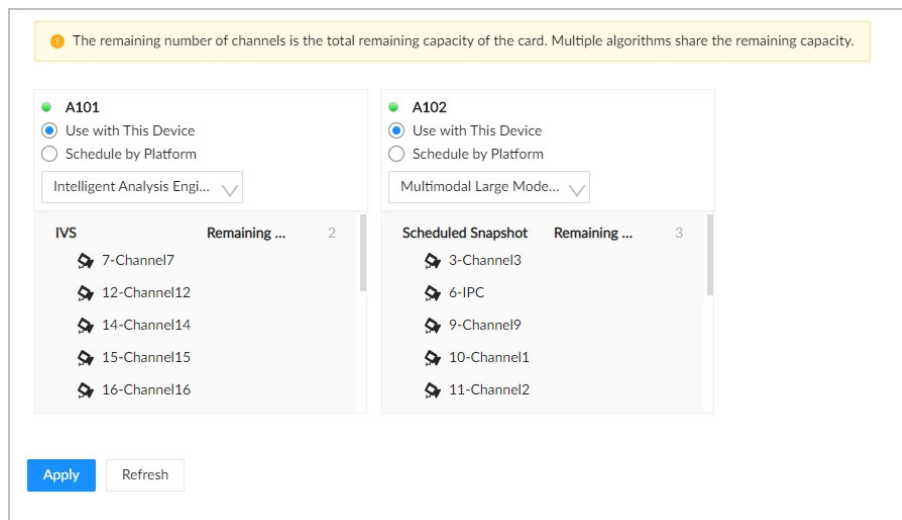 The remaining number of channels is the total remaining capacity of the card. Multiple algorithms share the remaining capacity.
A101
Use with This Device
Schedule by Platform
Intelligent Analysis Engi...
IVS Remaining ... 2
7-Channel7
12-Channel12
14-Channel14
15-Channel15
16-Channel16
A102
Use with This Device
Schedule by Platform
Multimodal Large Mode...
Scheduled Snapshot Remaining ... 3
3-Channel3
6-IPC
9-Channel9
10-Channel1
11-Channel2
Apply Refresh